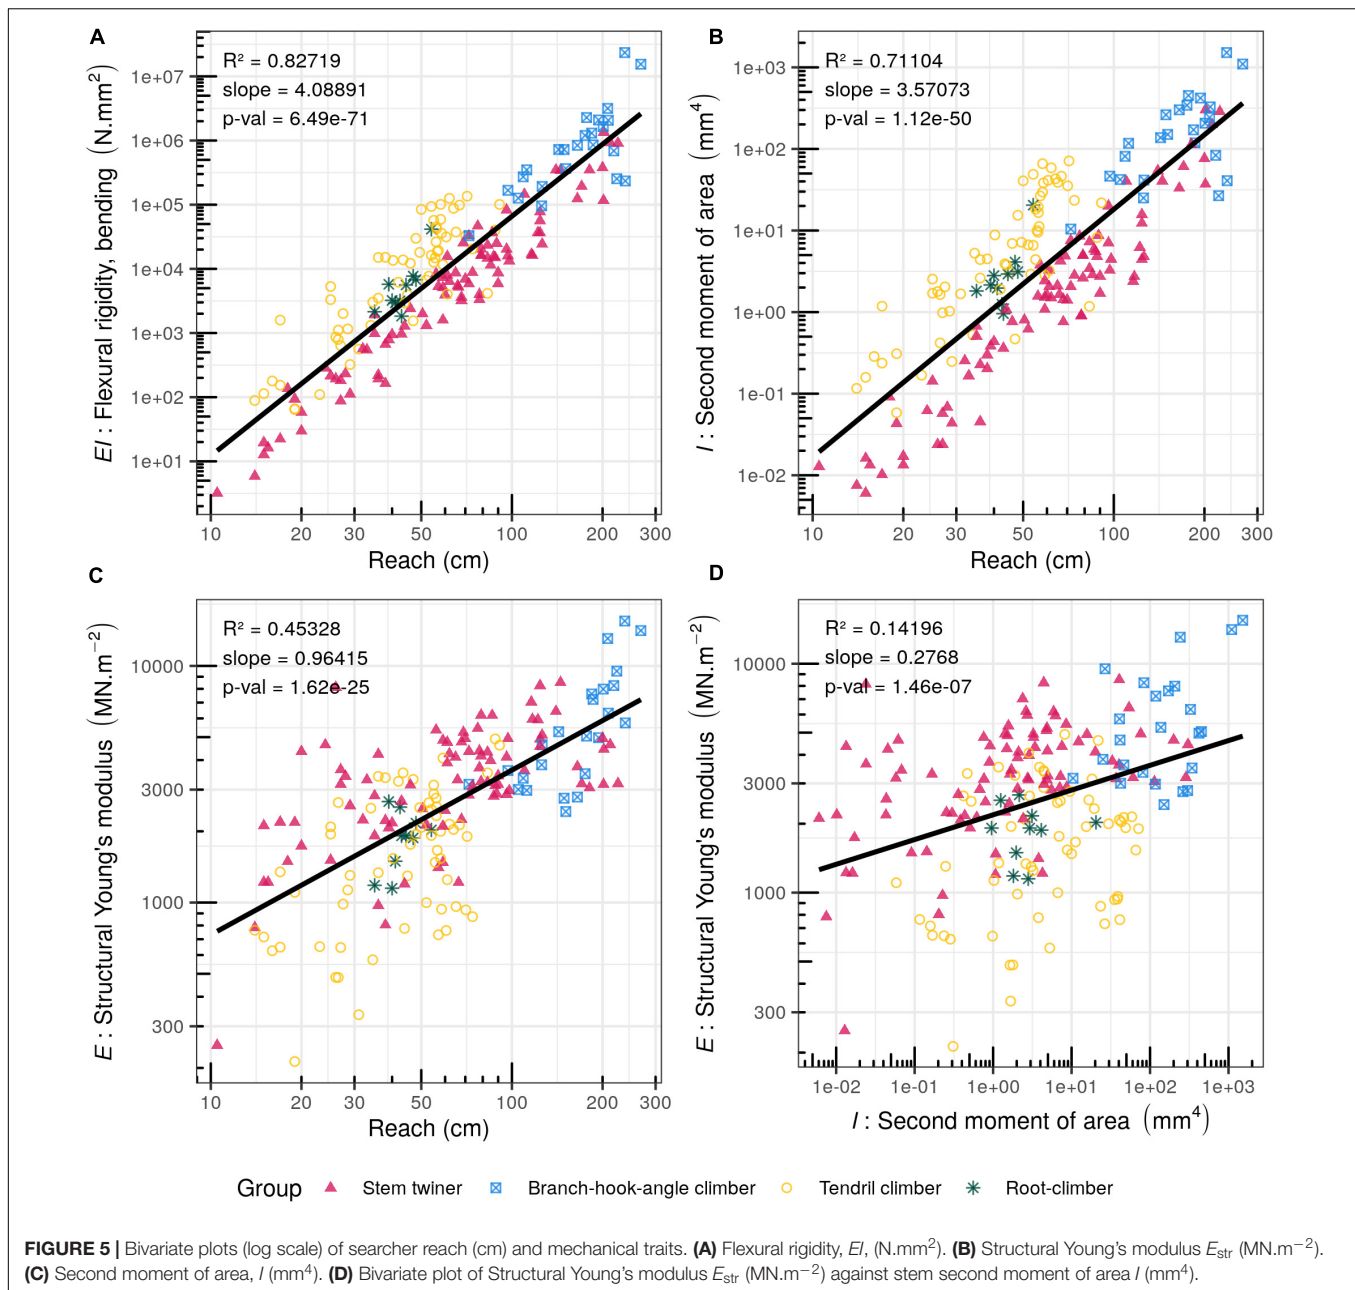 A
R² = 0.82719
slope = 4.08891
p-val = 6.49e-71
EI : Flexural rigidity, bending (N.mm²)
1e+07
1e+06
1e+05
1e+04
1e+03
1e+02
1e+01
10 20 30 50 100 200 300
Reach (cm)
B
R² = 0.71104
slope = 3.57073
p-val = 1.12e-50
I : Second moment of area (mm⁴)
1e+03
1e+02
1e+01
1e+00
1e-01
1e-02
10 20 30 50 100 200 300
Reach (cm)
C
R² = 0.45328
slope = 0.96415
p-val = 1.62e-25
E : Structural Young's modulus (MN.m⁻²)
10000
3000
1000
300
10 20 30 50 100 200 300
Reach (cm)
D
R² = 0.14196
slope = 0.2768
p-val = 1.46e-07
E : Structural Young's modulus (MN.m⁻²)
10000
3000
1000
300
1e-02 1e-01 1e+00 1e+01 1e+02 1e+03
I : Second moment of area (mm⁴)
Group Stem twiner Branch-hook-angle climber Tendril climber Root-climber
FIGURE 5 | Bivariate plots (log scale) of searcher reach (cm) and mechanical traits. (A) Flexural rigidity, EI, (N.mm²). (B) Structural Young's modulus Estr (MN.m⁻²).
(C) Second moment of area, I (mm⁴). (D) Bivariate plot of Structural Young's modulus Estr (MN.m⁻²) against stem second moment of area I (mm⁴).